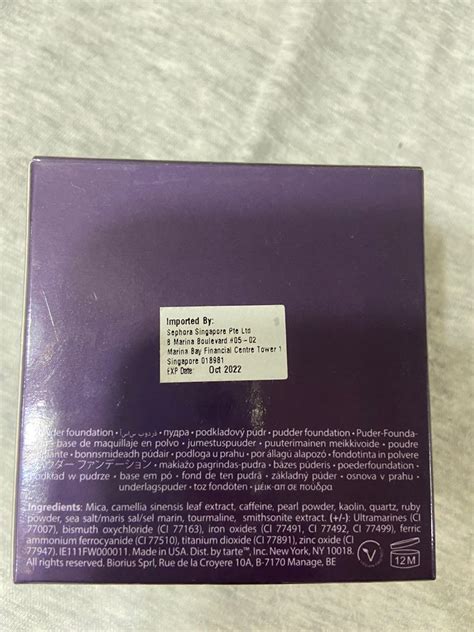 Imported By:
Sephora Singapore Pte Ltd
8 Marina Boulevard #05 - 02
Marina Bay Financial Centre Tower 1
Singapore 018981
EXP Date: Oct 2022
foundation • пудра • podkladový púdr • pudder foundation • Puder-Founda-
base de maquillaje en polvo • jumestuspuuder • puuterimainen meikkivoide •
bonnsmideadh púdair • podloga u prahu • por állagú alapozó • fondotinta in polvere
ファンデーション • makiažo pagrindas-pudra • bāzes pūderis • poederfoundation
podkład w pudrze • base em pó • fond de ten pudră • základný púder • osnova v prahu •
underlagspuder • toz fondöten • μέικ-απ σε πούδρα
Ingredients: Mica, camellia sinensis leaf extract, caffeine, pearl powder, kaolin, quartz, ruby
powder, sea salt/maris sal/sel marin, tourmaline, smithsonite extract. (+/-): Ultramarines (CI
77007), bismuth oxychloride (CI 77163), iron oxides (CI 77491, CI 77492, CI 77499), ferric
ammonium ferrocyanide (CI 77510), titanium dioxide (CI 77891), zinc oxide (CI
77947). IE111FW000011. Made in USA. Dist. by tarte™, Inc. New York, NY 10018.
All rights reserved. Biorius Sprl, Rue de la Croyere 10A, B-7170 Manage, BE
V
12M